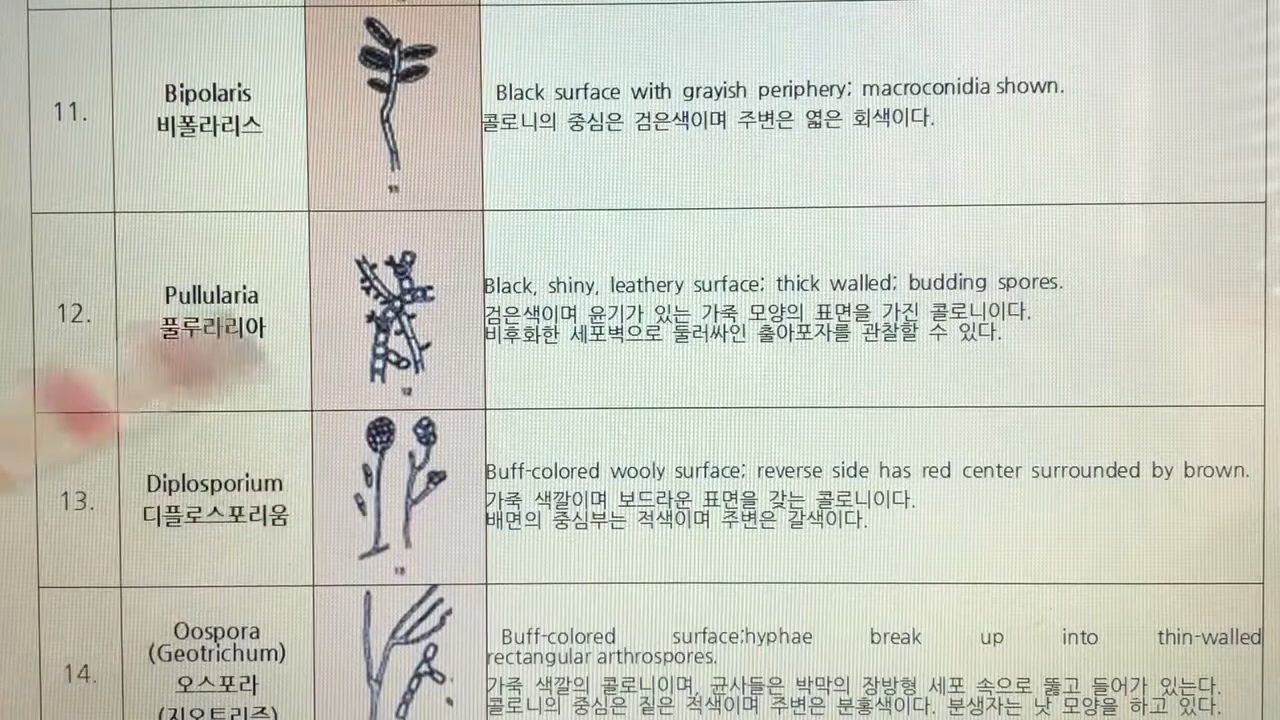 11.
Bipolaris
비폴라리스
11
Black surface with grayish periphery; macroconidia shown.
콜로니의 중심은 검은색이며 주변은 엷은 회색이다.
12.
Pullularia
풀루라리아
12
Black, shiny, leathery surface; thick walled; budding spores.
검은색이며 윤기가 있는 가죽 모양의 표면을 가진 콜로니이다.
비후화한 세포벽으로 둘러싸인 출아포자를 관찰할 수 있다.
13.
Diplosporium
디플로스포리움
13
Buff-colored wooly surface; reverse side has red center surrounded by brown.
가죽 색깔이며 보드라운 표면을 갖는 콜로니이다.
배면의 중심부는 적색이며 주변은 갈색이다.
14.
Oospora
(Geotrichum)
오스포라
(지오트리즘)
Buff-colored surface;hyphae break up into thin-walled
rectangular arthrospores.
가죽 색깔의 콜로니이며, 균사들은 박막의 장방형 세포 속으로 뚫고 들어가 있는다.
콜로니의 중심은 짙은 적색이며 주변은 분홍색이다. 분생자는 낫 모양을 하고 있다.